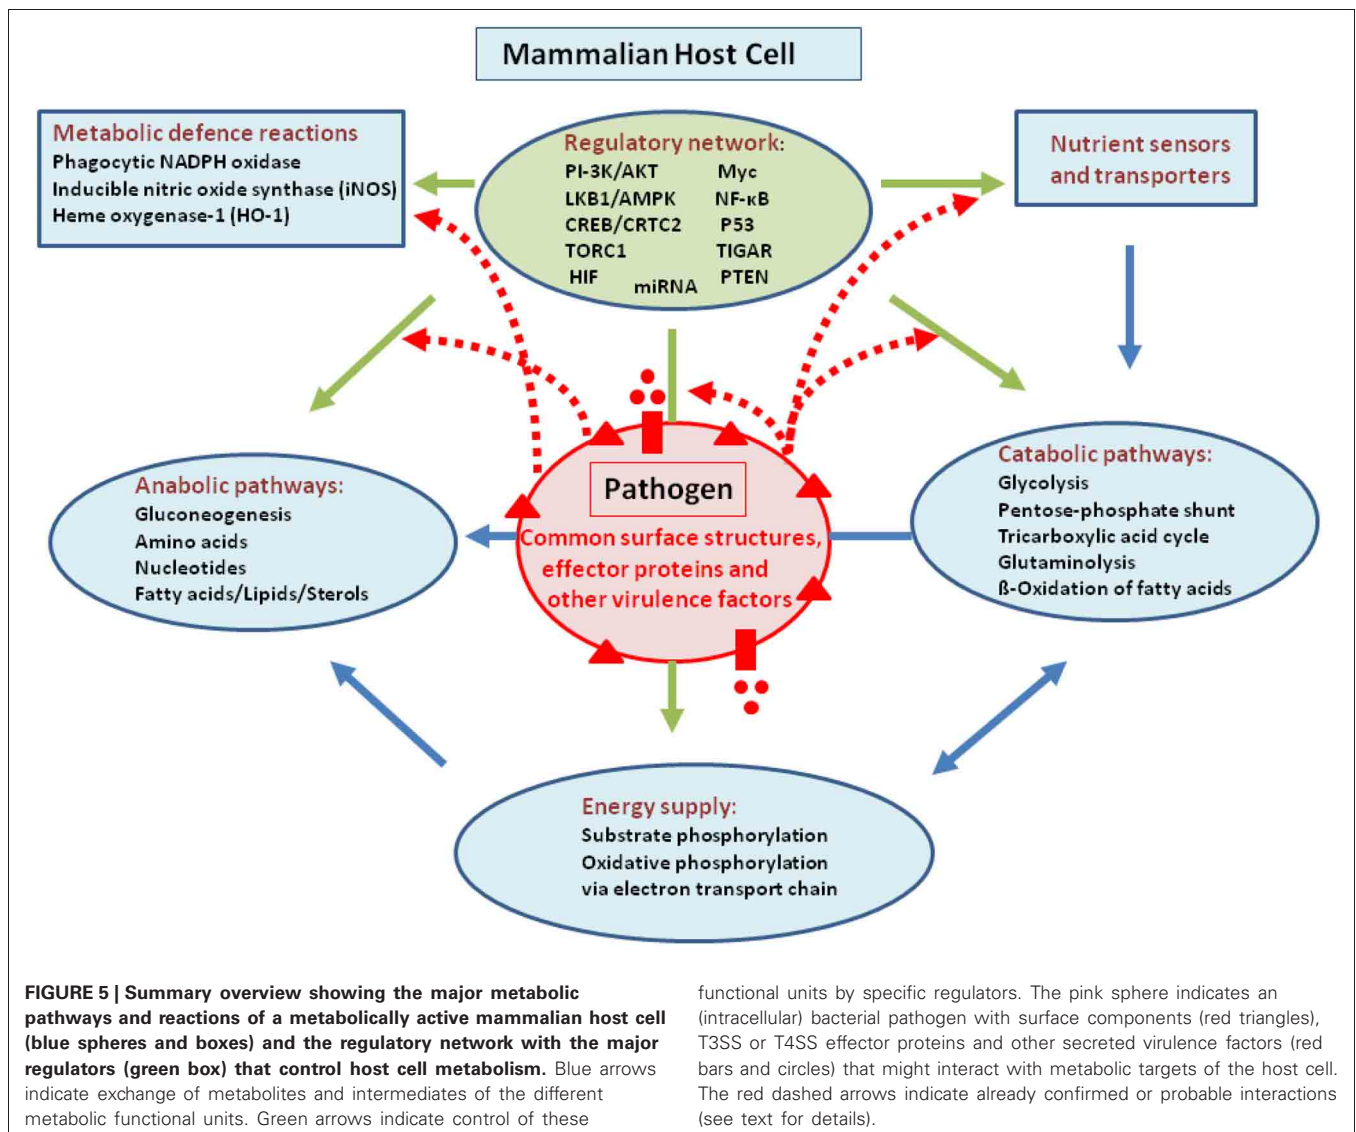 Mammalian Host Cell
Metabolic defence reactions
Phagocytic NADPH oxidase
Inducible nitric oxide synthase (iNOS)
Heme oxygenase-1 (HO-1)
Regulatory network:
PI-3K/AKT Myc
LKB1/AMPK NF-κB
CREB/CRTC2 P53
TORC1 TIGAR
HIF miRNA PTEN
Nutrient sensors
and transporters
Anabolic pathways:
Gluconeogenesis
Amino acids
Nucleotides
Fatty acids/Lipids/Sterols
Pathogen
Common surface structures,
effector proteins and
other virulence factors
Catabolic pathways:
Glycolysis
Pentose-phosphate shunt
Tricarboxylic acid cycle
Glutaminolysis
ß-Oxidation of fatty acids
Energy supply:
Substrate phosphorylation
Oxidative phosphorylation
via electron transport chain
FIGURE 5 | Summary overview showing the major metabolic
pathways and reactions of a metabolically active mammalian host cell
(blue spheres and boxes) and the regulatory network with the major
regulators (green box) that control host cell metabolism. Blue arrows
indicate exchange of metabolites and intermediates of the different
metabolic functional units. Green arrows indicate control of these
functional units by specific regulators. The pink sphere indicates an
(intracellular) bacterial pathogen with surface components (red triangles),
T3SS or T4SS effector proteins and other secreted virulence factors (red
bars and circles) that might interact with metabolic targets of the host cell.
The red dashed arrows indicate already confirmed or probable interactions
(see text for details).